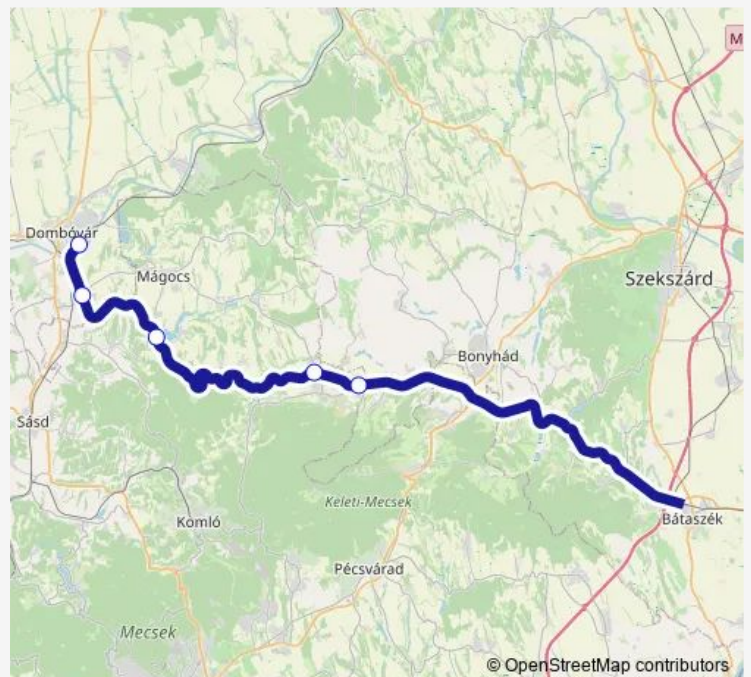 M
Dombóvár
Mágocs
Szekszárd
Bonyhád
Sásd
Keleti-Mecsek
Bátaszék
Komló
Pécsvárad
Mecsek
© OpenStreetMap contributors